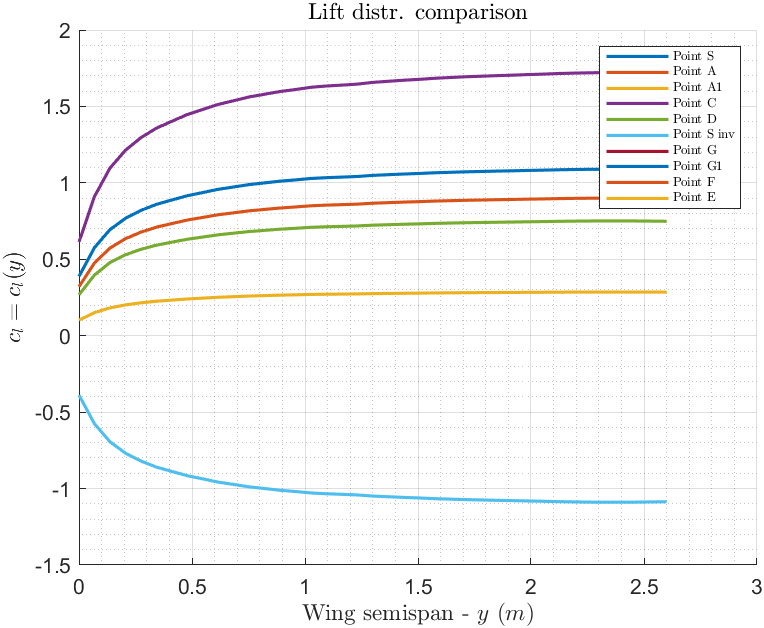 Lift distr. comparison
2
1.5
1
0.5
0
-0.5
-1
-1.5
c_l = c_l(y)
Point S
Point A
Point A1
Point C
Point D
Point S inv
Point G
Point G1
Point F
Point E
0 0.5 1 1.5 2 2.5 3
Wing semispan - y (m)